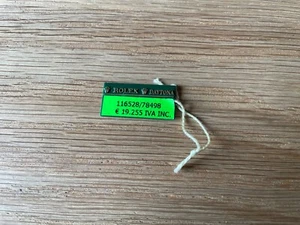 ROLEX DAYTONA
116528/78498
€ 19.255 IVA INC.